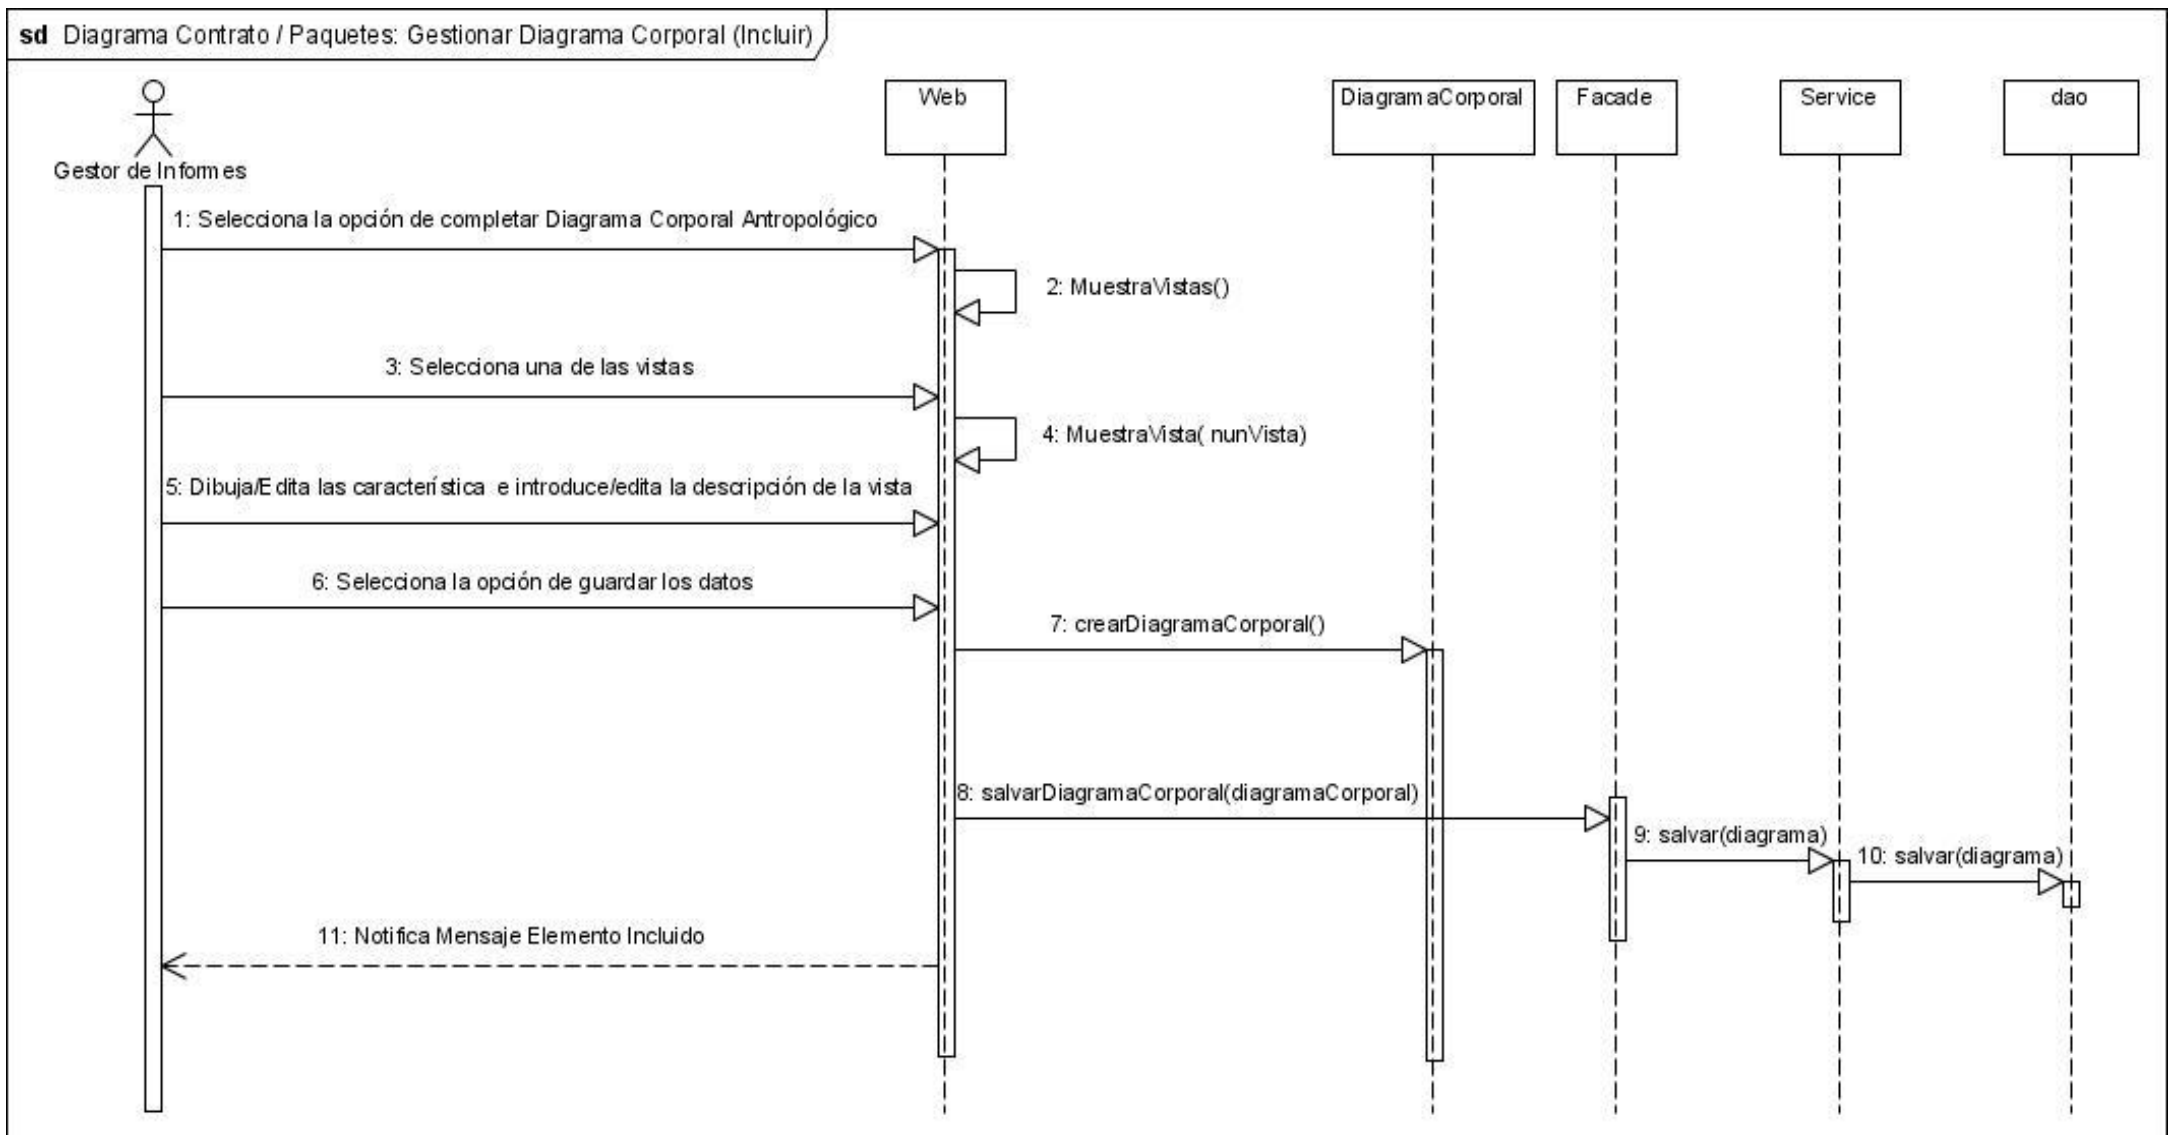 sd Diagrama Contrato / Paquetes: Gestionar Diagrama Corporal (Incluir)
Web
DiagramaCorporal
Facade
Service
dao
Gestor de Informes
1: Selecciona la opción de completar Diagrama Corporal Antropológico
2: MuestraVistas()
3: Selecciona una de las vistas
4: MuestraVista( nunVista)
5: Dibuja/Edita las característica e introduce/edita la descripción de la vista
6: Selecciona la opción de guardar los datos
7: crearDiagramaCorporal()
8: salvarDiagramaCorporal(diagramaCorporal)
9: salvar(diagrama)
10: salvar(diagrama)
11: Notifica Mensaje Elemento Incluido